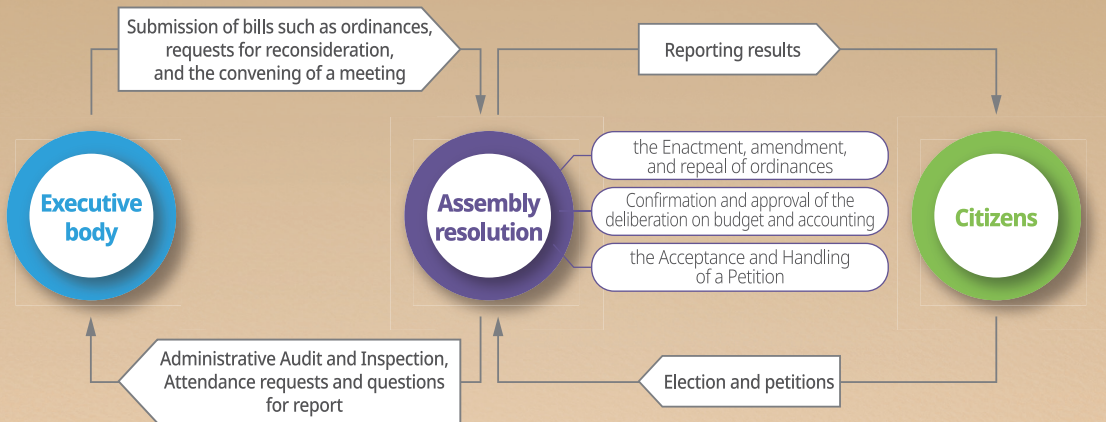 Submission of bills such as ordinances,
requests for reconsideration,
and the convening of a meeting
Reporting results
Executive
body
Assembly
resolution
the Enactment, amendment,
and repeal of ordinances
Confirmation and approval of the
deliberation on budget and accounting
the Acceptance and Handling
of a Petition
Citizens
Administrative Audit and Inspection,
Attendance requests and questions
for report
Election and petitions